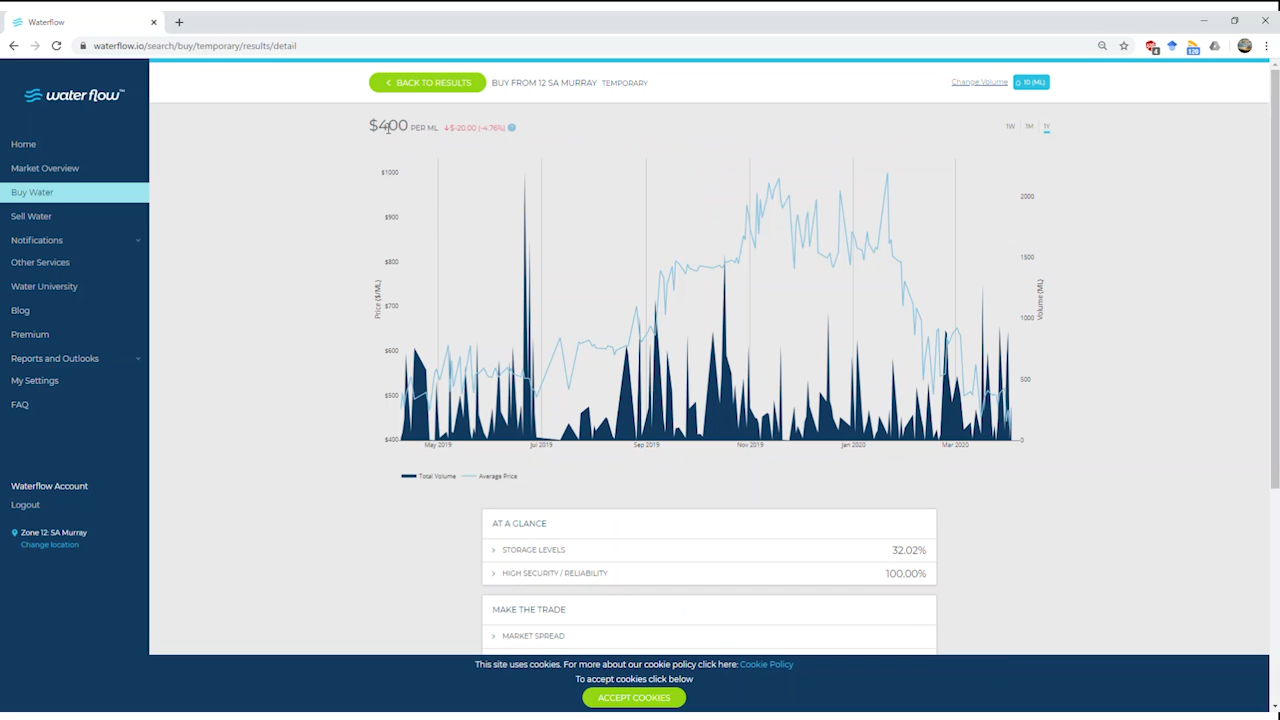 Waterflow
waterflow.io/search/buy/temporary/results/detail
water flow™
Home
Market Overview
Buy Water
Sell Water
Notifications
Other Services
Water University
Blog
Premium
Reports and Outlooks
My Settings
FAQ
Waterflow Account
Logout
Zone 12: SA Murray
Change location
BACK TO RESULTS BUY FROM 12 SA MURRAY TEMPORARY
Change Volume 10 (ML)
$400 PER ML $-20.00 (-4.76%)
1W 1M 1Y
$1000
$900
$800
$700
$600
$500
$400
Price ($/ML)
2000
1500
1000
500
0
Volume (ML)
May 2019 Jul 2019 Sep 2019 Nov 2019 Jan 2020 Mar 2020
Total Volume Average Price
AT A GLANCE
STORAGE LEVELS 32.02%
HIGH SECURITY / RELIABILITY 100.00%
MAKE THE TRADE
MARKET SPREAD
This site uses cookies. For more about our cookie policy click here: Cookie Policy
To accept cookies click below
ACCEPT COOKIES